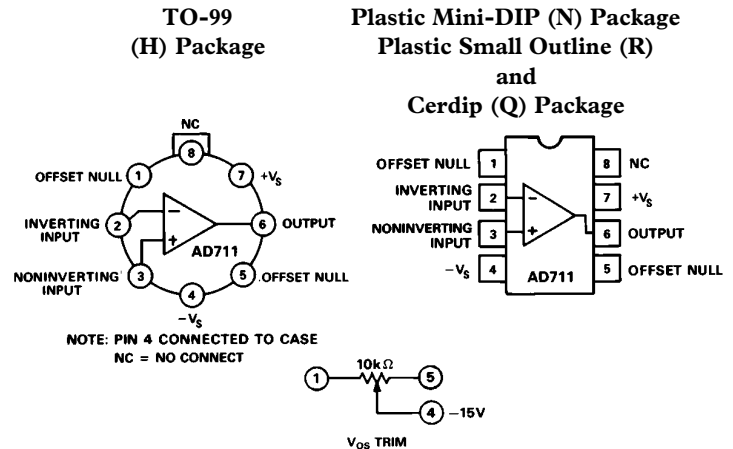 TO-99
(H) Package
NC
8
OFFSET NULL 1
7 +VS
INVERTING
INPUT
2
−
6 OUTPUT
+
AD711
NONINVERTING
INPUT
3
5 OFFSET NULL
4
−VS
NOTE: PIN 4 CONNECTED TO CASE
NC = NO CONNECT
Plastic Mini-DIP (N) Package
Plastic Small Outline (R)
and
Cerdip (Q) Package
OFFSET NULL 1
8 NC
INVERTING
INPUT
2
−
7 +VS
NONINVERTING
INPUT
3
+
6 OUTPUT
−VS 4
AD711
5 OFFSET NULL
10kΩ
1
5
4 −15V
VOS TRIM